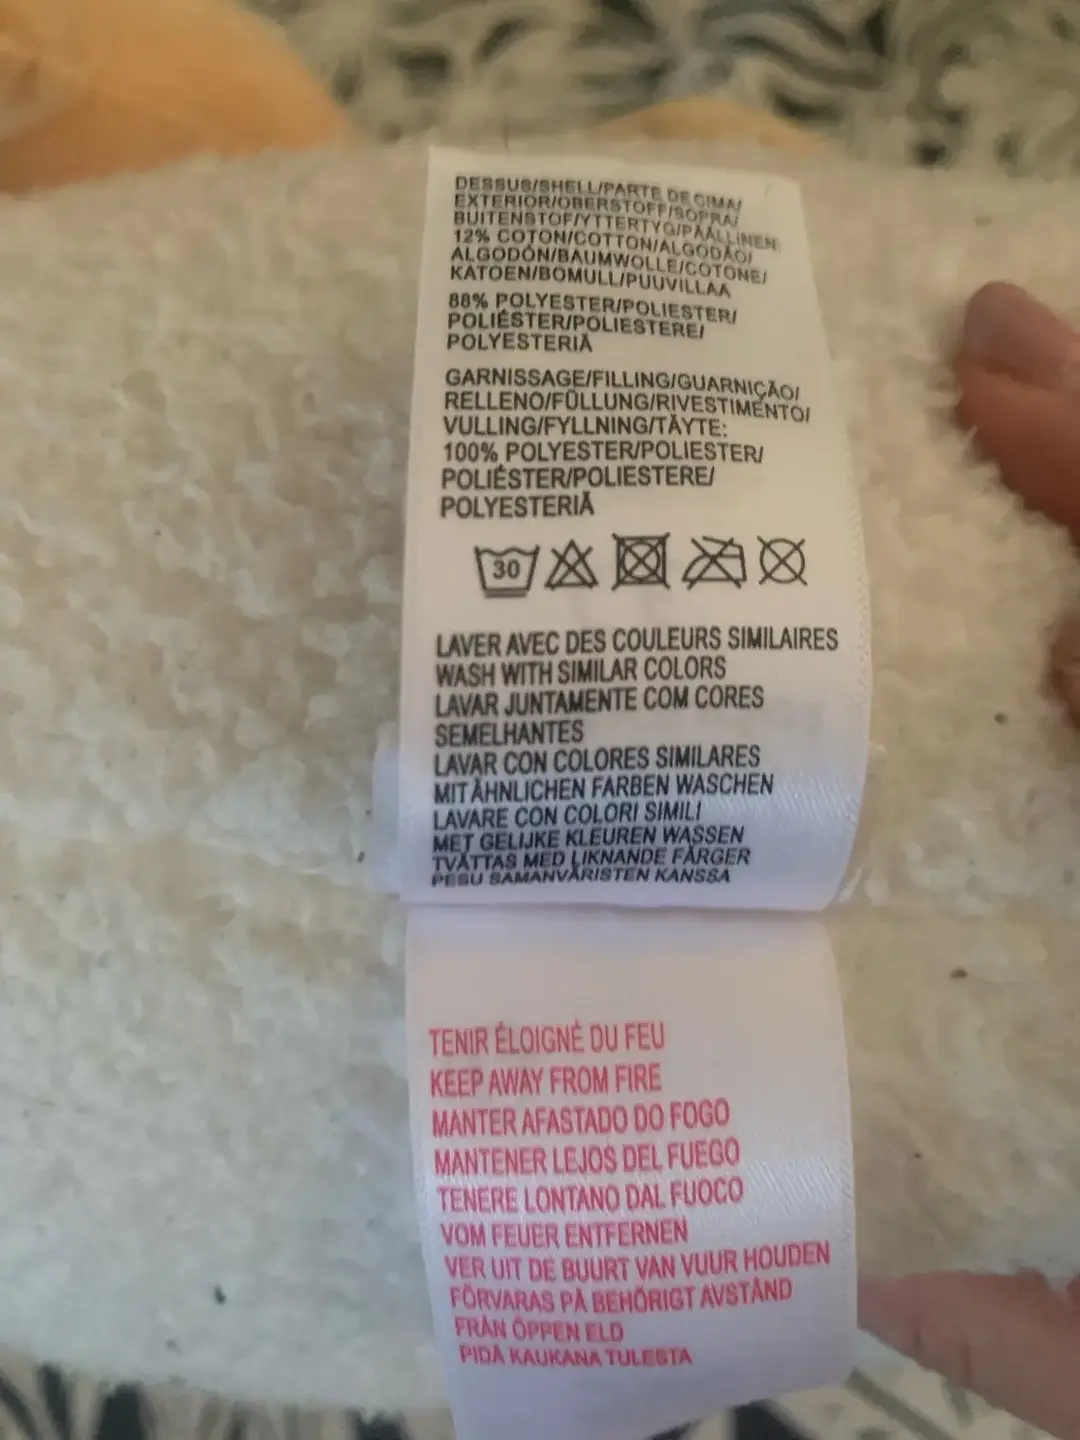 DESSUS/SHELL/PARTE DE CIMA/
EXTERIOR/OBERSTOFF/SOPRA/
BUITENSTOF/YTTERTYG/PÄÄLLINEN:
12% COTON/COTTON/ALGODÃO/
ALGODÓN/BAUMWOLLE/COTONE/
KATOEN/BOMULL/PUUVILLAA
88% POLYESTER/POLIESTER/
POLIÉSTER/POLIESTERE/
POLYESTERIÄ
GARNISSAGE/FILLING/GUARNIÇÃO/
RELLENO/FÜLLUNG/RIVESTIMENTO/
VULLING/FYLLNING/TÄYTE:
100% POLYESTER/POLIESTER/
POLIÉSTER/POLIESTERE/
POLYESTERIÄ
30
LAVER AVEC DES COULEURS SIMILAIRES
WASH WITH SIMILAR COLORS
LAVAR JUNTAMENTE COM CORES
SEMELHANTES
LAVAR CON COLORES SIMILARES
MIT ÄHNLICHEN FARBEN WASCHEN
LAVARE CON COLORI SIMILI
MET GELIJKE KLEUREN WASSEN
TVÄTTAS MED LIKNANDE FÄRGER
PESU SAMANVÄRISTEN KANSSA
TENIR ÉLOIGNÉ DU FEU
KEEP AWAY FROM FIRE
MANTER AFASTADO DO FOGO
MANTENER LEJOS DEL FUEGO
TENERE LONTANO DAL FUOCO
VOM FEUER ENTFERNEN
VER UIT DE BUURT VAN VUUR HOUDEN
FÖRVARAS PÅ BEHÖRIGT AVSTÅND
FRÅN ÖPPEN ELD
PIDÄ KAUKANA TULESTA